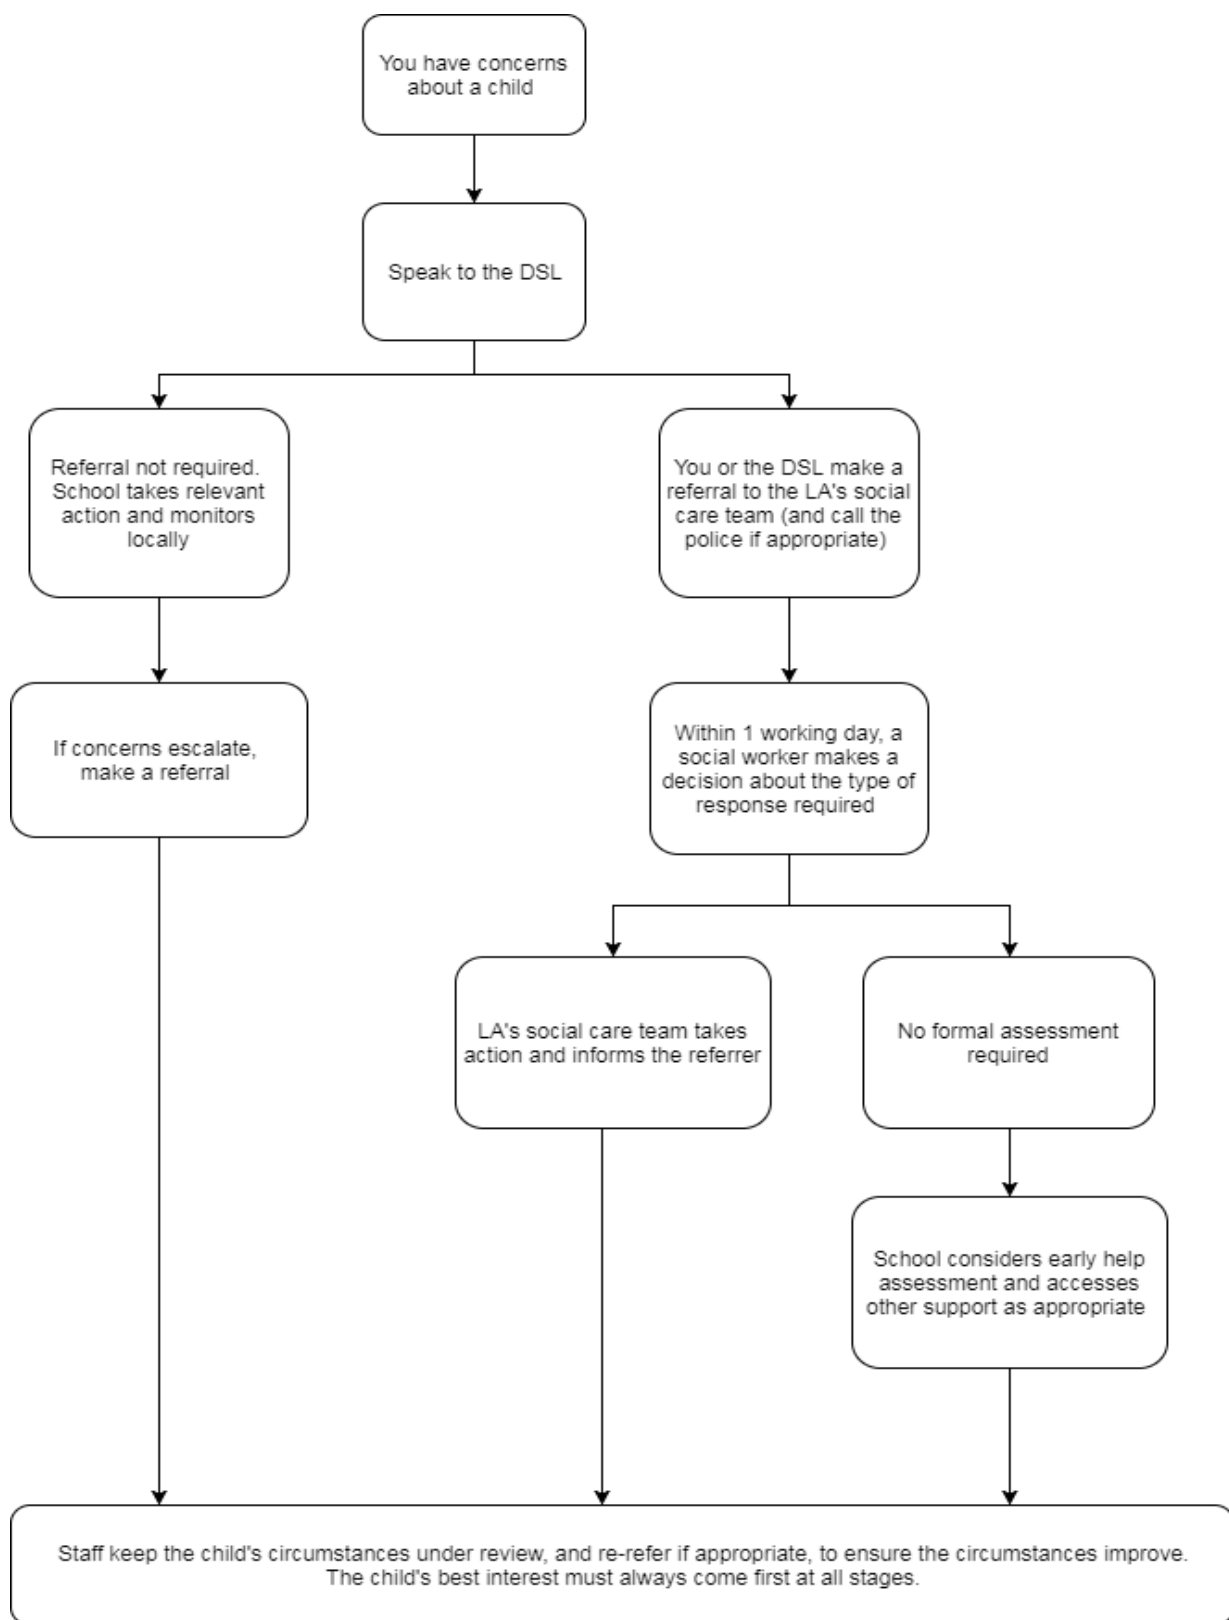 You have concerns
about a child
Speak to the DSL
Referral not required.
School takes relevant
action and monitors
locally
You or the DSL make a
referral to the LA's social
care team (and call the
police if appropriate)
If concerns escalate,
make a referral
Within 1 working day, a
social worker makes a
decision about the type of
response required
LA's social care team takes
action and informs the referrer
No formal assessment
required
School considers early help
assessment and accesses
other support as appropriate
Staff keep the child's circumstances under review, and re-refer if appropriate, to ensure the circumstances improve.
The child's best interest must always come first at all stages.